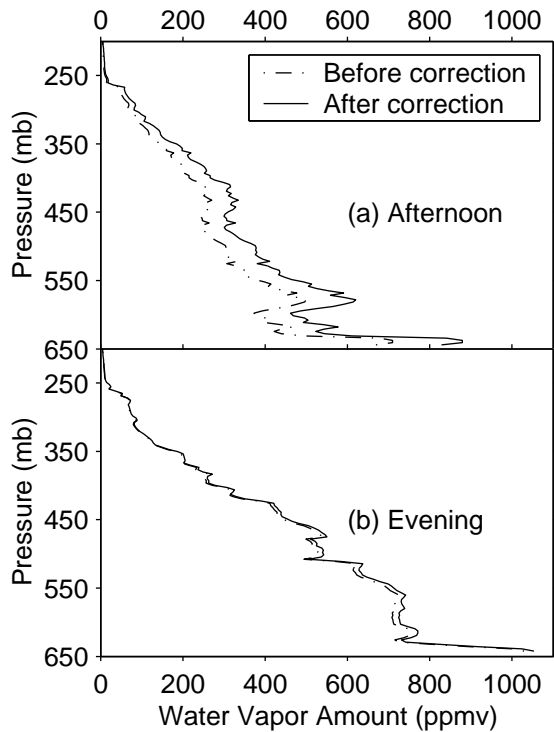 0 200 400 600 800 1000
250
350
450
550
650
Pressure (mb)
Before correction
After correction
(a) Afternoon
250
350
450
550
650
Pressure (mb)
(b) Evening
0 200 400 600 800 1000
Water Vapor Amount (ppmv)